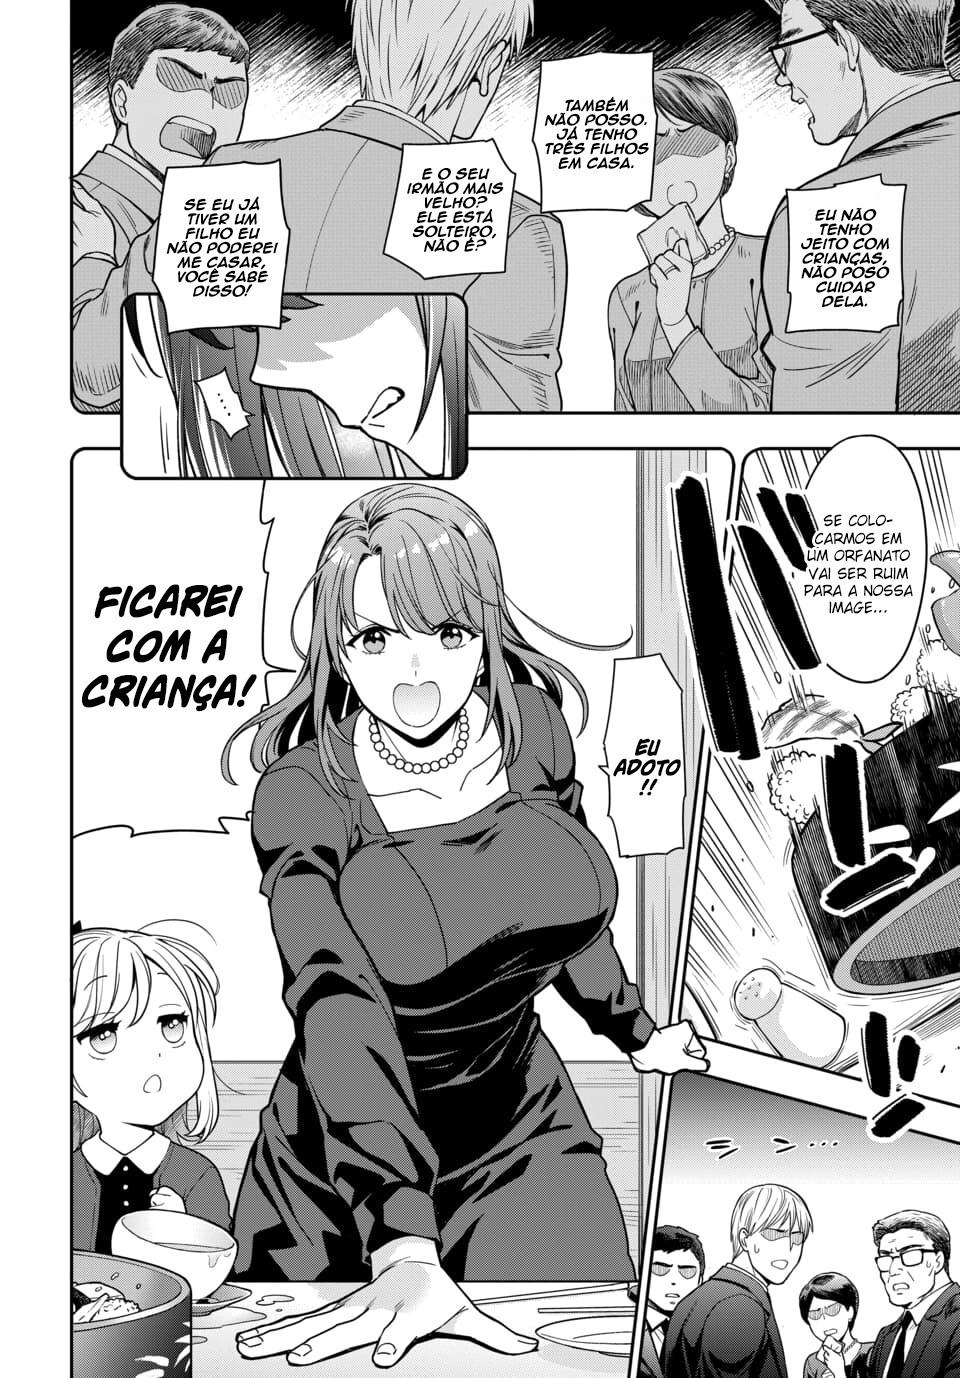 EU NÃO
TENHO
JEITO COM
CRIANÇAS,
NÃO POSO
CUIDAR
DELA.
TAMBÉM
NÃO POSSO.
JÁ TENHO
TRÊS FILHOS
EM CASA.
E O SEU
IRMÃO MAIS
VELHO?
ELE ESTÁ
SOLTEIRO,
NÃO É?
SE EU JÁ
TIVER UM
FILHO EU
NÃO PODEREI
ME CASAR,
VOCÊ SABE
DISSO!
......
SE COLO-
CARMOS EM
UM ORFANATO
VAI SER RUIM
PARA A NOSSA
IMAGE...
EU
ADOTO
!!
FICAREI
COM A
CRIANÇA!